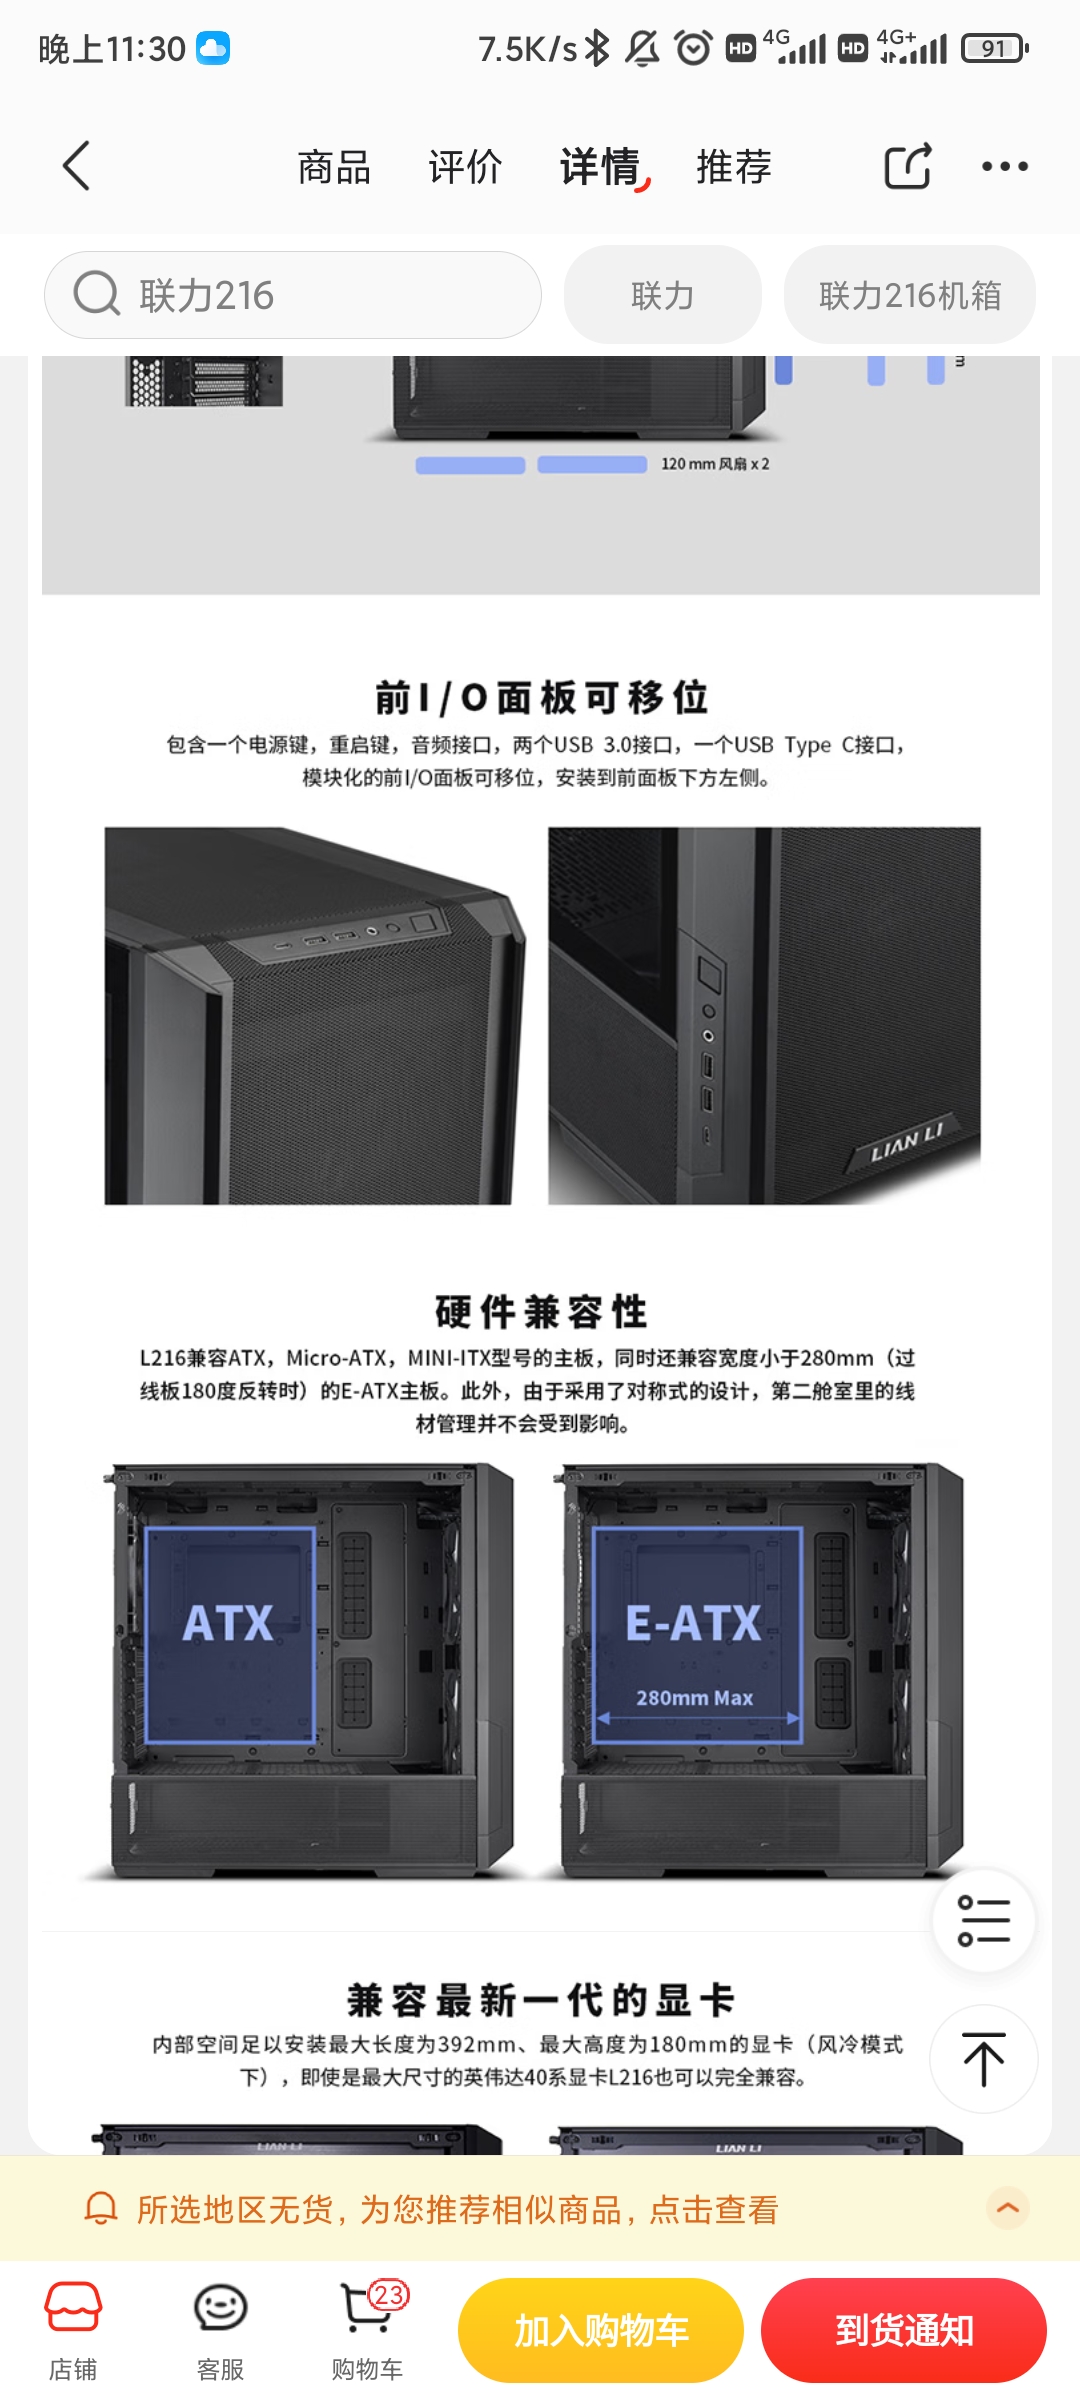 晚上11:30
7.5K/s
HD
4G
HD
4G+
91
商品
评价
详情
推荐
联力216
联力
联力216机箱
120 mm 风扇 x 2
前I/O面板可移位
包含一个电源键，重启键，音频接口，两个USB 3.0接口，一个USB Type C接口，
模块化的前I/O面板可移位，安装到前面板下方左侧。
LIAN LI
硬件兼容性
L216兼容ATX，Micro-ATX，MINI-ITX型号的主板，同时还兼容宽度小于280mm（过
线板180度反转时）的E-ATX主板。此外，由于采用了对称式的设计，第二舱室里的线
材管理并不会受到影响。
ATX
E-ATX
280mm Max
兼容最新一代的显卡
内部空间足以安装最大长度为392mm、最大高度为180mm的显卡（风冷模式
下），即使是最大尺寸的英伟达40系显卡L216也可以完全兼容。
LIAN LI
LIAN LI
所选地区无货，为您推荐相似商品，点击查看
店铺
客服
23
购物车
加入购物车
到货通知